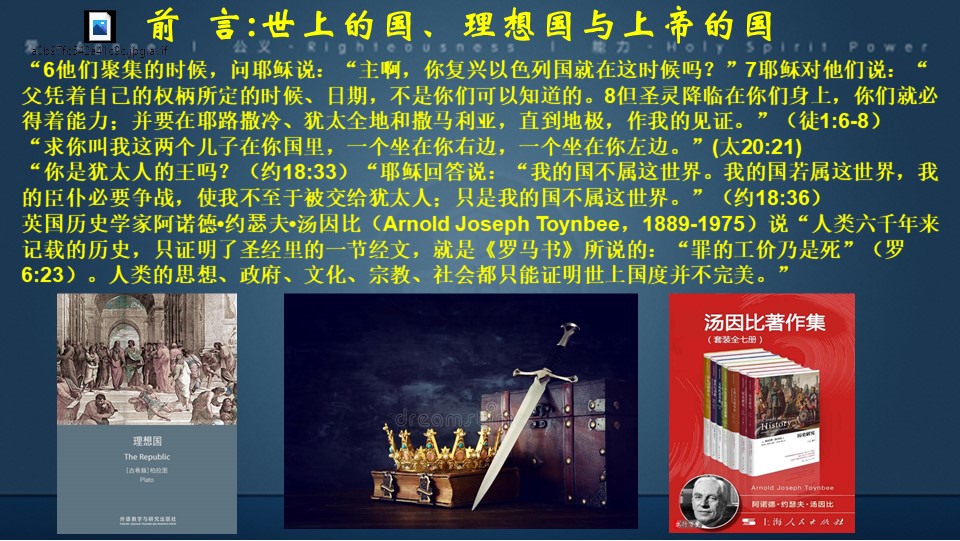 前 言:世上的国、理想国与上帝的国
公义·Righteousness | 能力·Holy Spirit Power
“6他们聚集的时候，问耶稣说：“主啊，你复兴以色列国就在这时候吗？”7耶稣对他们说：“
父凭着自己的权柄所定的时候、日期，不是你们可以知道的。8但圣灵降临在你们身上，你们就必
得着能力；并要在耶路撒冷、犹太全地和撒马利亚，直到地极，作我的见证。”（徒1:6-8）
“求你叫我这两个儿子在你国里，一个坐在你右边，一个坐在你左边。”(太20:21)
“你是犹太人的王吗？（约18:33）“耶稣回答说：“我的国不属这世界。我的国若属这世界，我
的臣仆必要争战，使我不至于被交给犹太人；只是我的国不属这世界。”（约18:36）
英国历史学家阿诺德•约瑟夫•汤因比（Arnold Joseph Toynbee，1889-1975）说“人类六千年来
记载的历史，只证明了圣经里的一节经文，就是《罗马书》所说的：“罪的工价乃是死”（罗
6:23）。人类的思想、政府、文化、宗教、社会都只能证明世上国度并不完美。”
理想国
The Republic
[古希腊]柏拉图
Plato
外语教学与研究出版社
dreamstime
汤因比著作集
（套装全七册）
History
历史研究
Arnold Joseph Toynbee
阿诺德·约瑟夫·汤因比
上海人民出版社